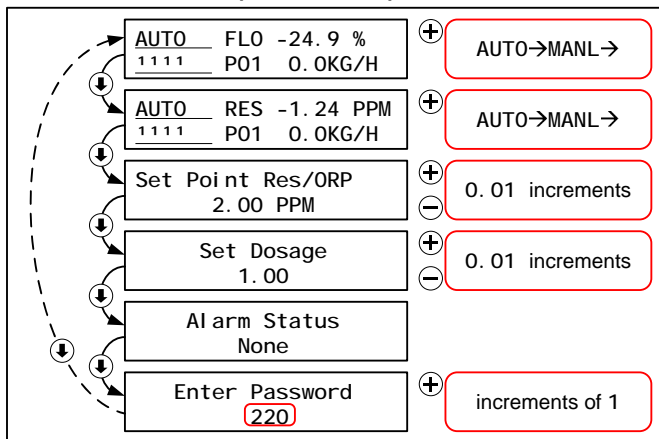 AUTO FLO -24.9 %
1111 PO1 0.0KG/H
AUTO→MANL→
AUTO RES -1.24 PPM
1111 PO1 0.0KG/H
AUTO→MANL→
Set Point Res/ORP
2.00 PPM
0.01 increments
Set Dosage
1.00
0.01 increments
Alarm Status
None
Enter Password
220
increments of 1